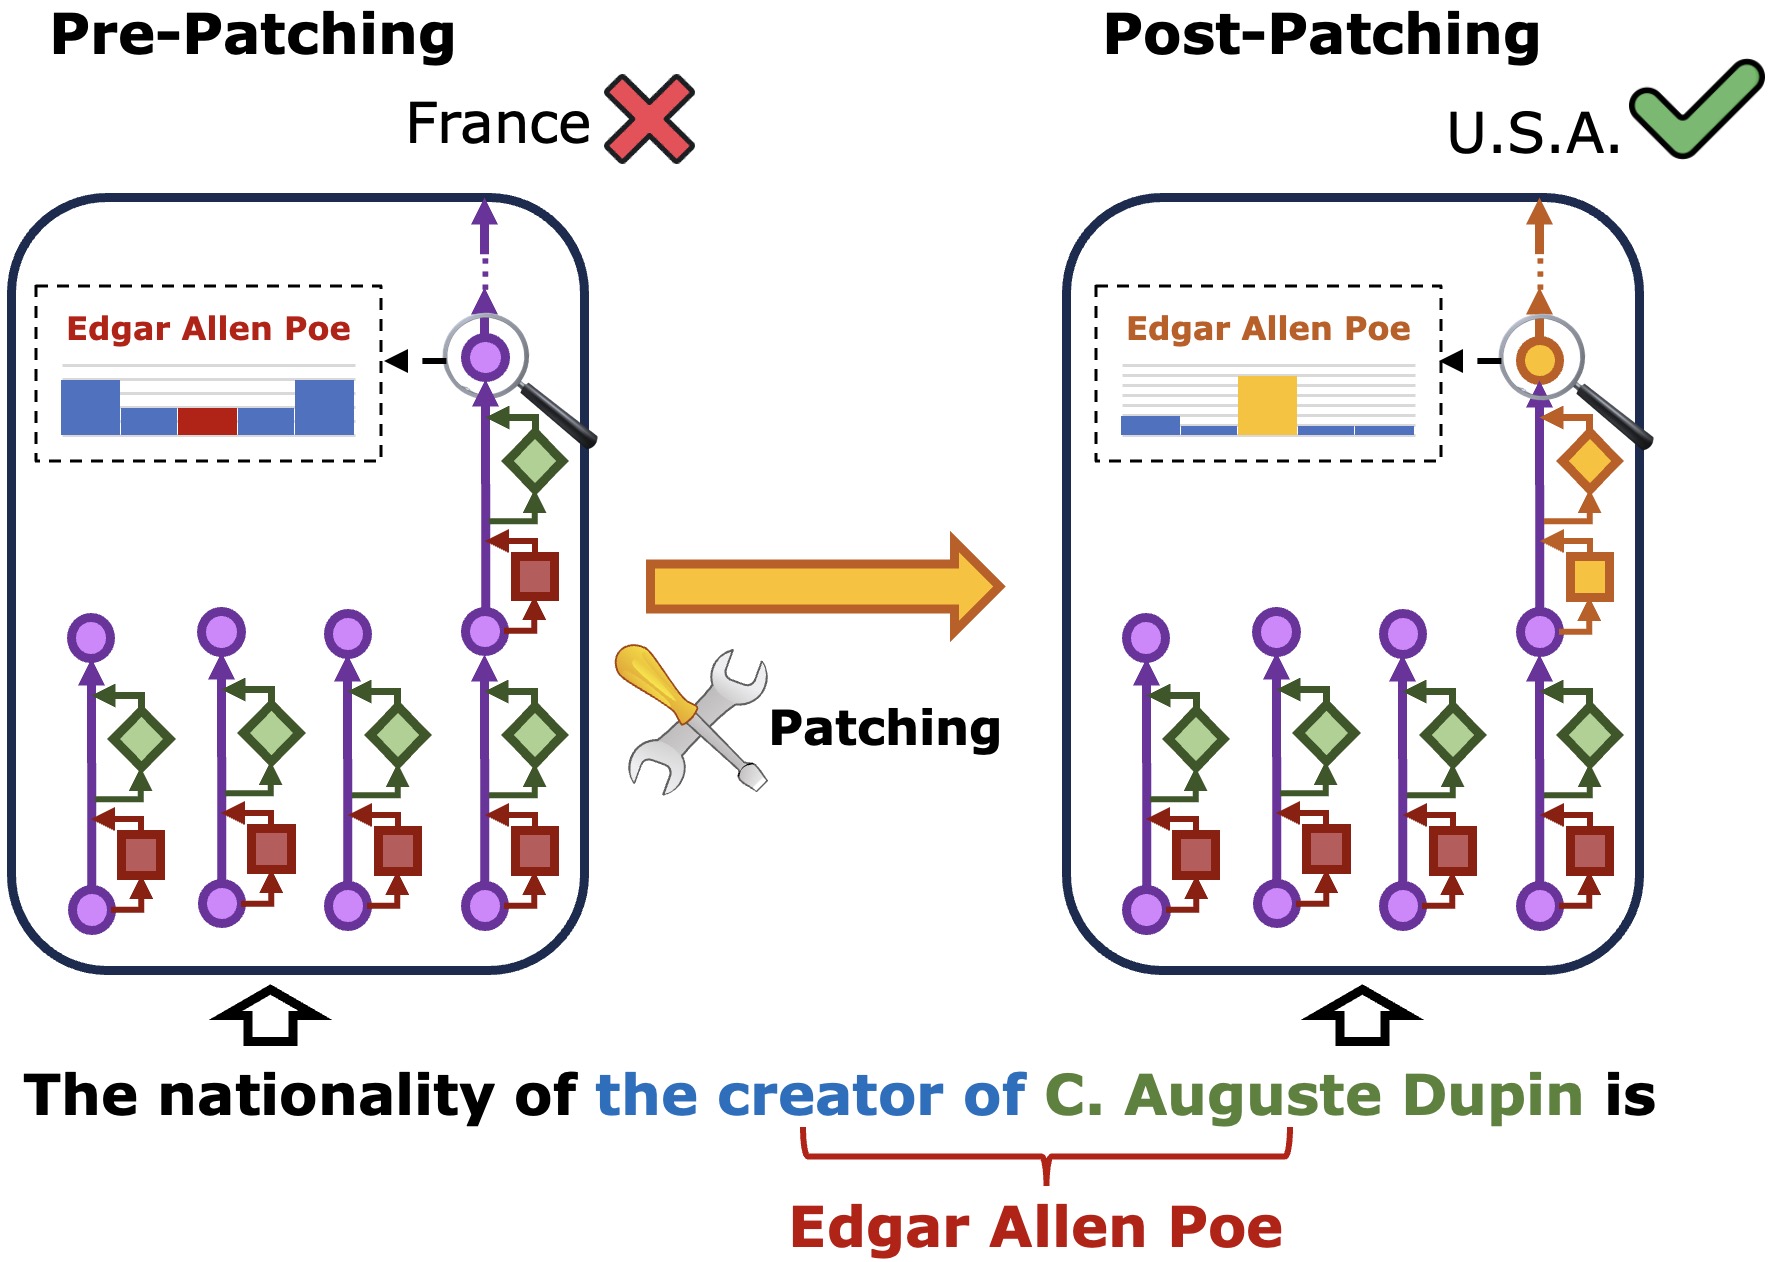 Pre-Patching
Post-Patching
France
U.S.A.
Edgar Allen Poe
Edgar Allen Poe
Patching
The nationality of the creator of C. Auguste Dupin is
Edgar Allen Poe